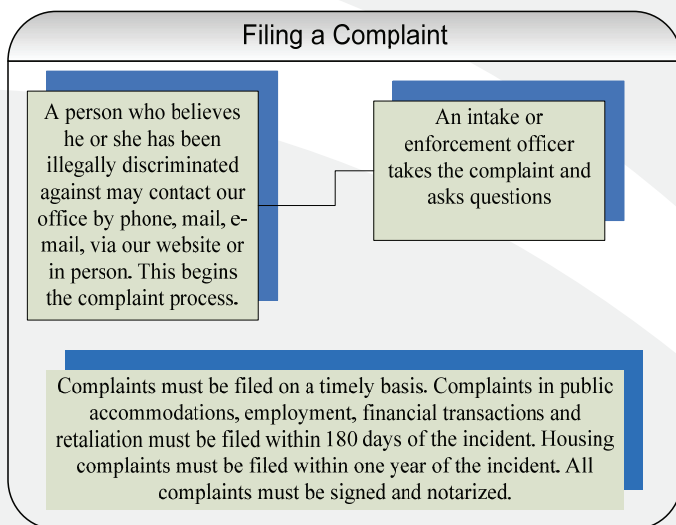 Filing a Complaint
A person who believes
he or she has been
illegally discriminated
against may contact our
office by phone, mail, e-
mail, via our website or
in person. This begins
the complaint process.
An intake or
enforcement officer
takes the complaint and
asks questions
Complaints must be filed on a timely basis. Complaints in public
accommodations, employment, financial transactions and
retaliation must be filed within 180 days of the incident. Housing
complaints must be filed within one year of the incident. All
complaints must be signed and notarized.